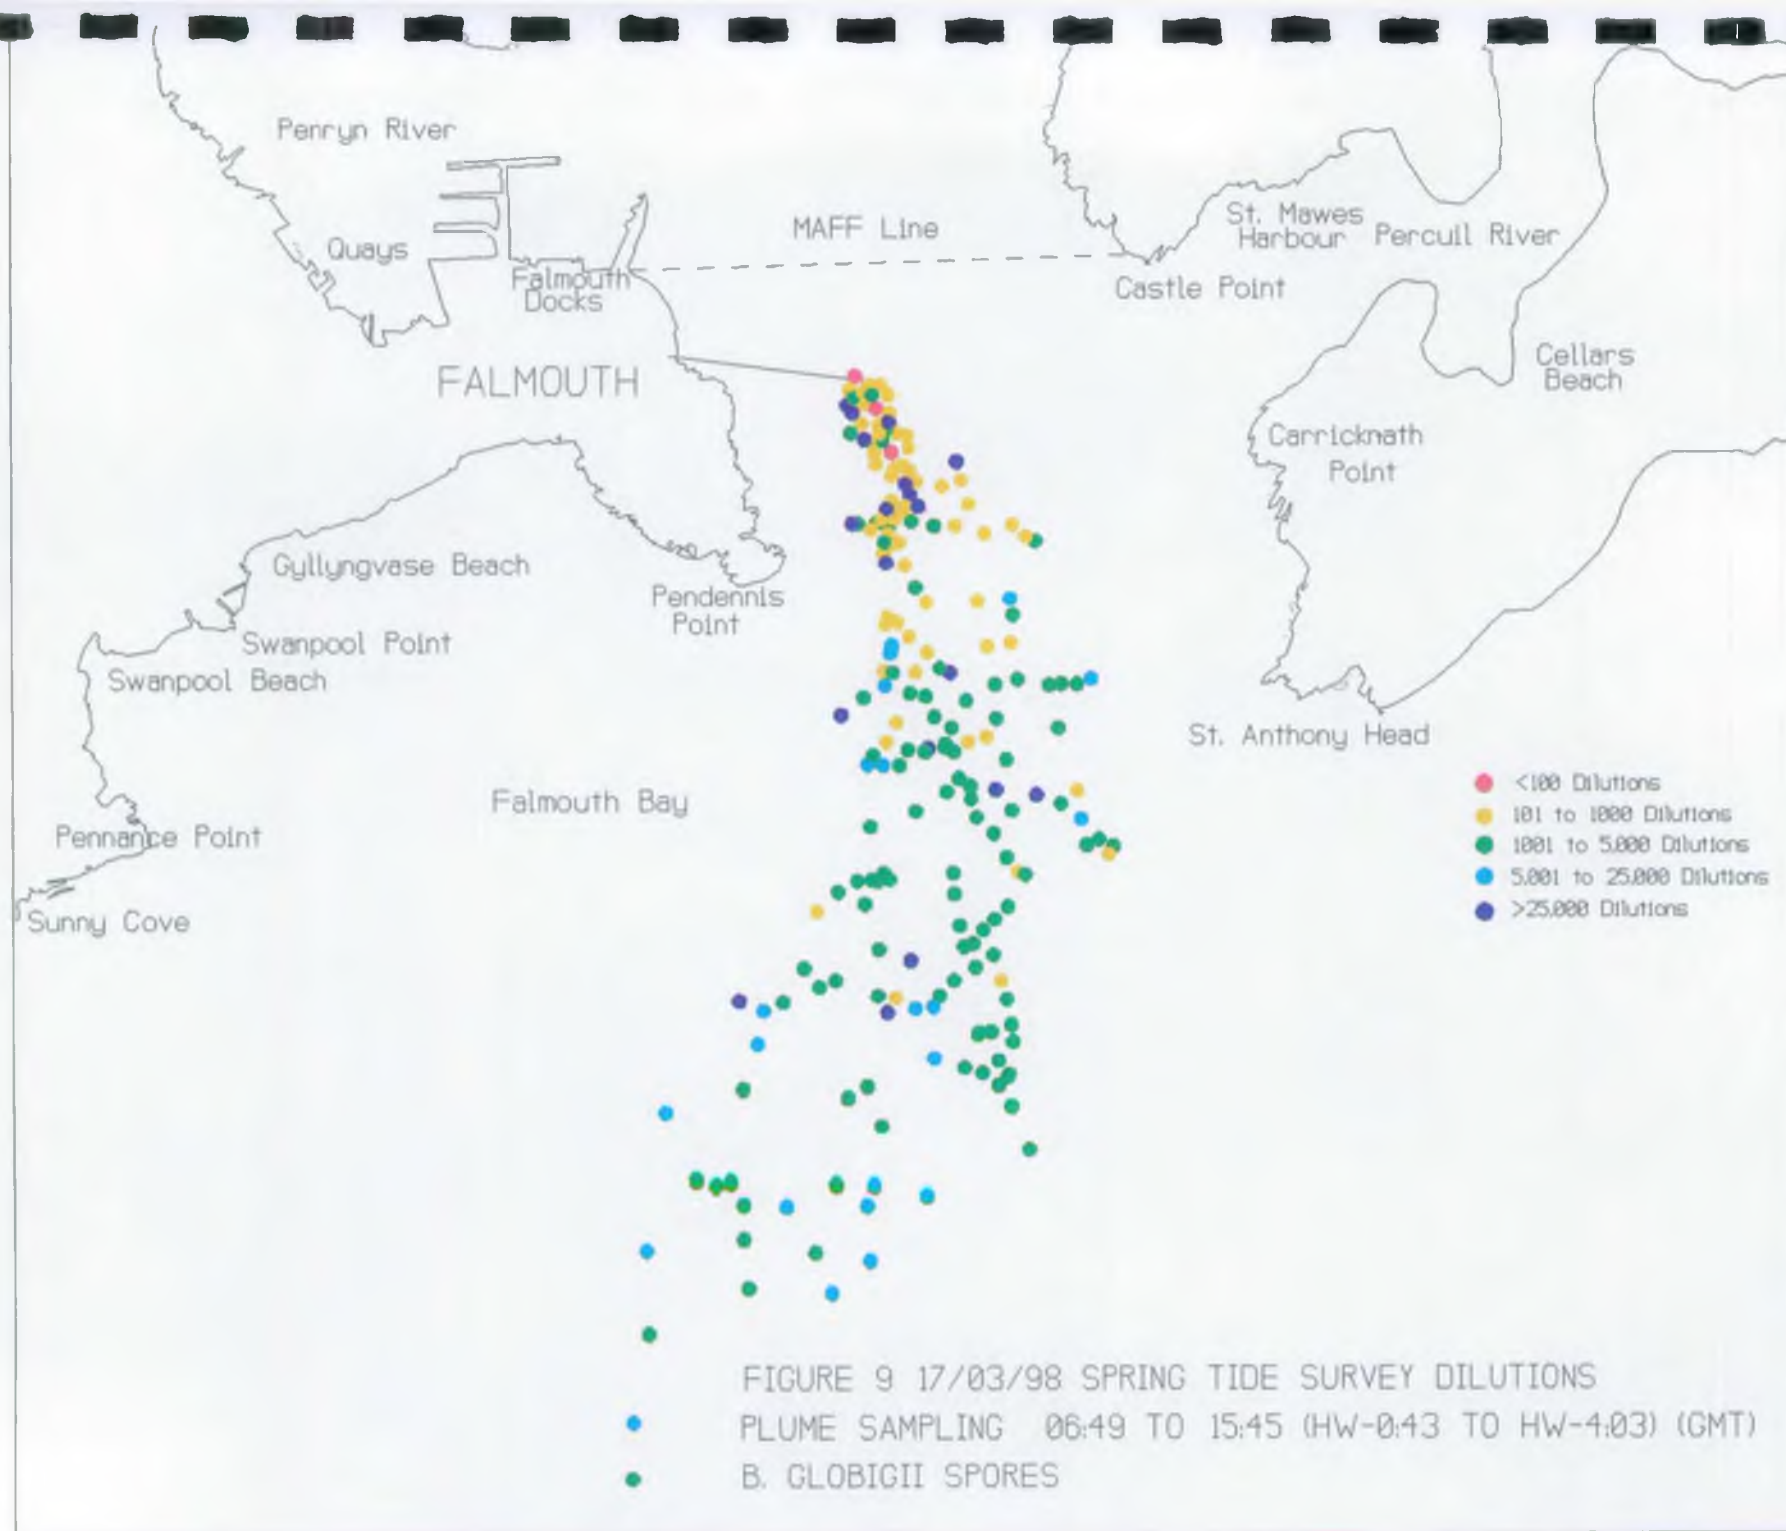 Penryn River
Quays
Falmouth
Docks
MAFF Line
St. Mawes
Harbour
Percuil River
Castle Point
FALMOUTH
Cellars
Beach
Carricknath
Point
Gyllyngvase Beach
Pendennis
Point
Swanpool Point
Swanpool Beach
St. Anthony Head
Falmouth Bay
Pennance Point
Sunny Cove
<100 Dilutions
101 to 1000 Dilutions
1001 to 5,000 Dilutions
5,001 to 25,000 Dilutions
>25,000 Dilutions
FIGURE 9 17/03/98 SPRING TIDE SURVEY DILUTIONS
PLUME SAMPLING 06:49 TO 15:45 (HW-0:43 TO HW-4:03) (GMT)
B. GLOBIGII SPORES